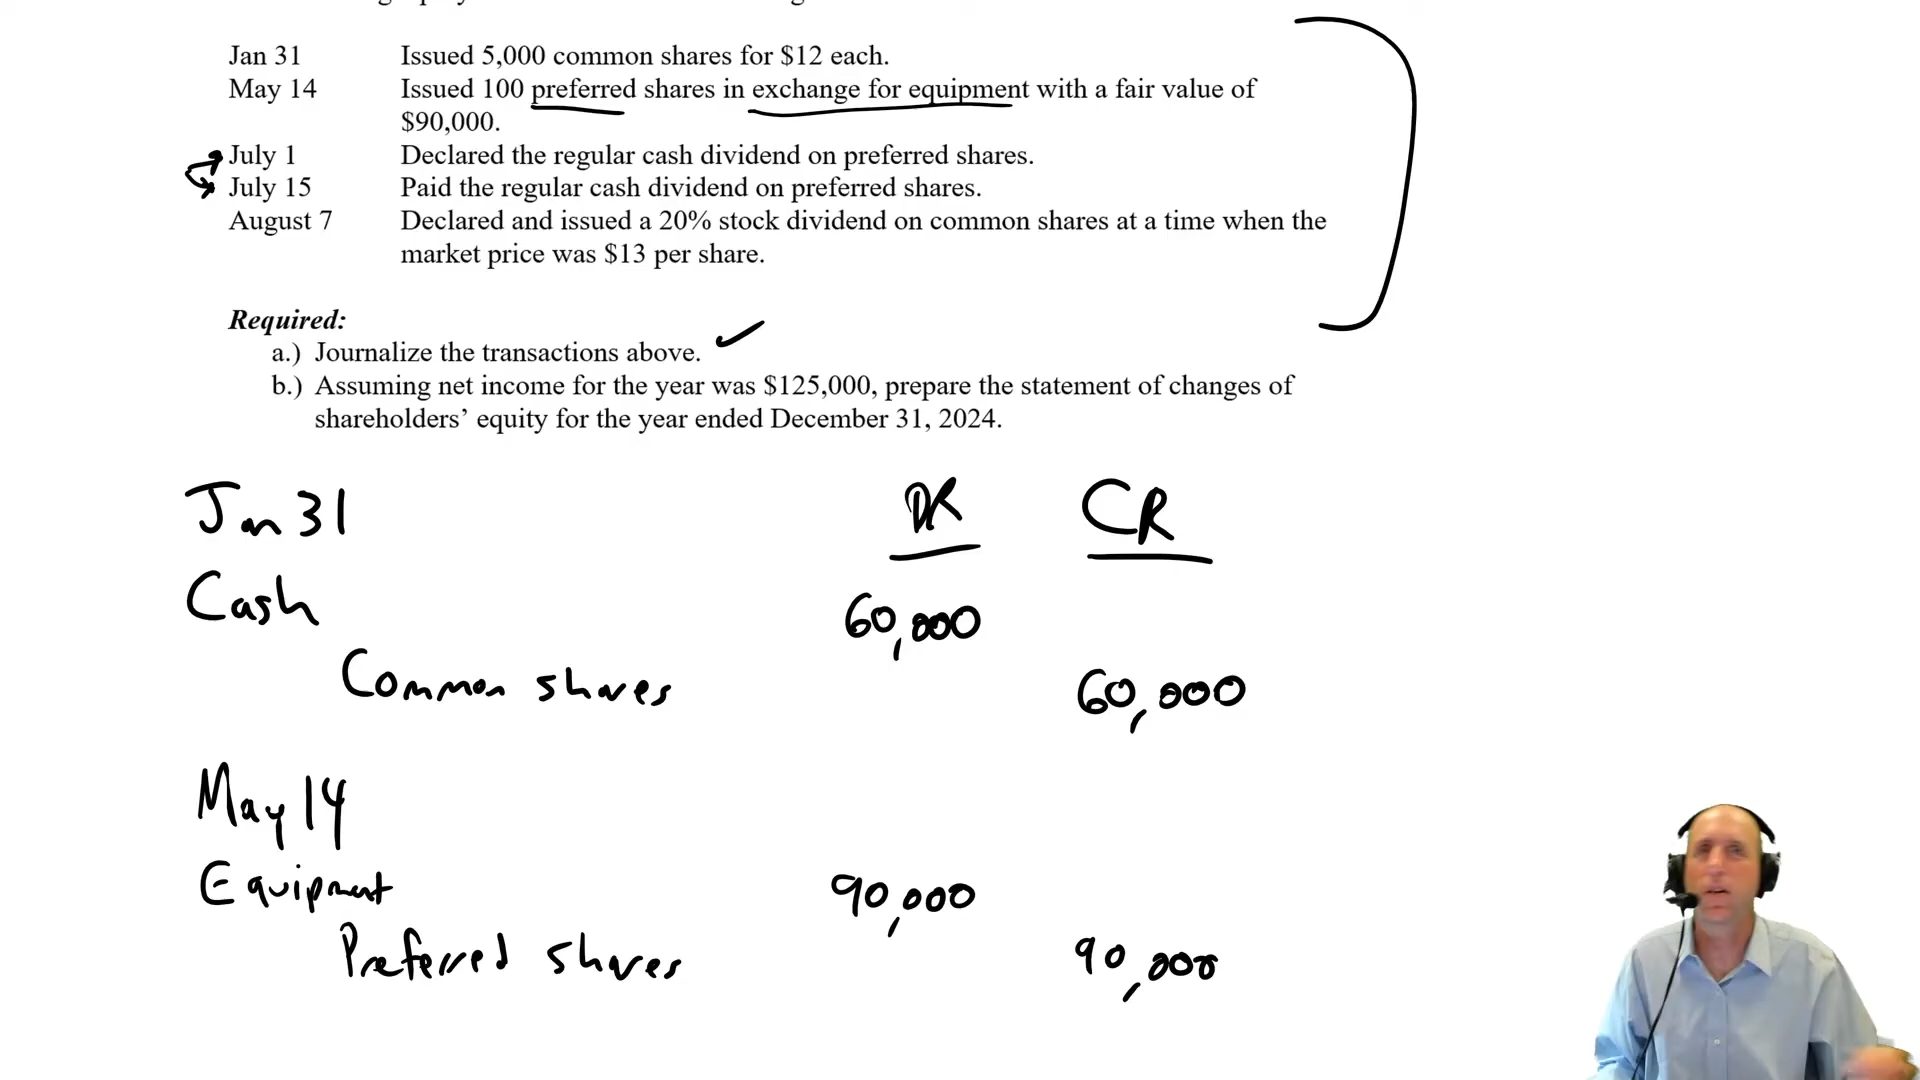 Jan 31 Issued 5,000 common shares for $12 each.
May 14 Issued 100 preferred shares in exchange for equipment with a fair value of
$90,000.
July 1 Declared the regular cash dividend on preferred shares.
July 15 Paid the regular cash dividend on preferred shares.
August 7 Declared and issued a 20% stock dividend on common shares at a time when the
market price was $13 per share.
Required:
a.) Journalize the transactions above.
b.) Assuming net income for the year was $125,000, prepare the statement of changes of
shareholders’ equity for the year ended December 31, 2024.
Jan 31 DR CR
Cash 60,000
Common shares 60,000
May 14
Equipment 90,000
Preferred shares 90,000